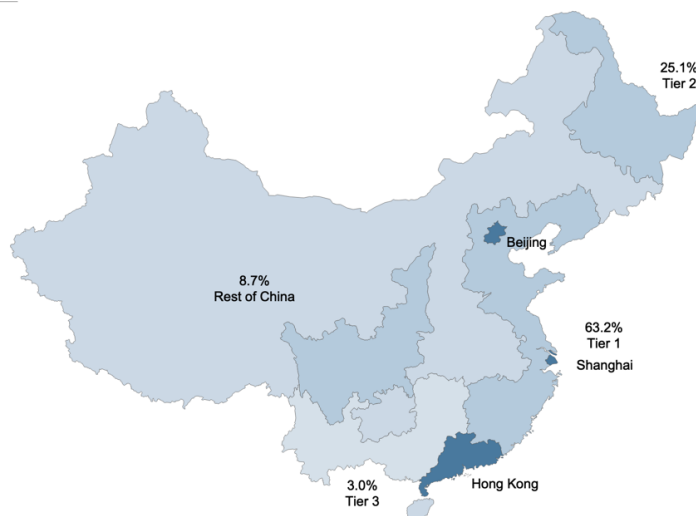 25.1%
Tier 2
Beijing
8.7%
Rest of China
63.2%
Tier 1
Shanghai
3.0%
Tier 3
Hong Kong